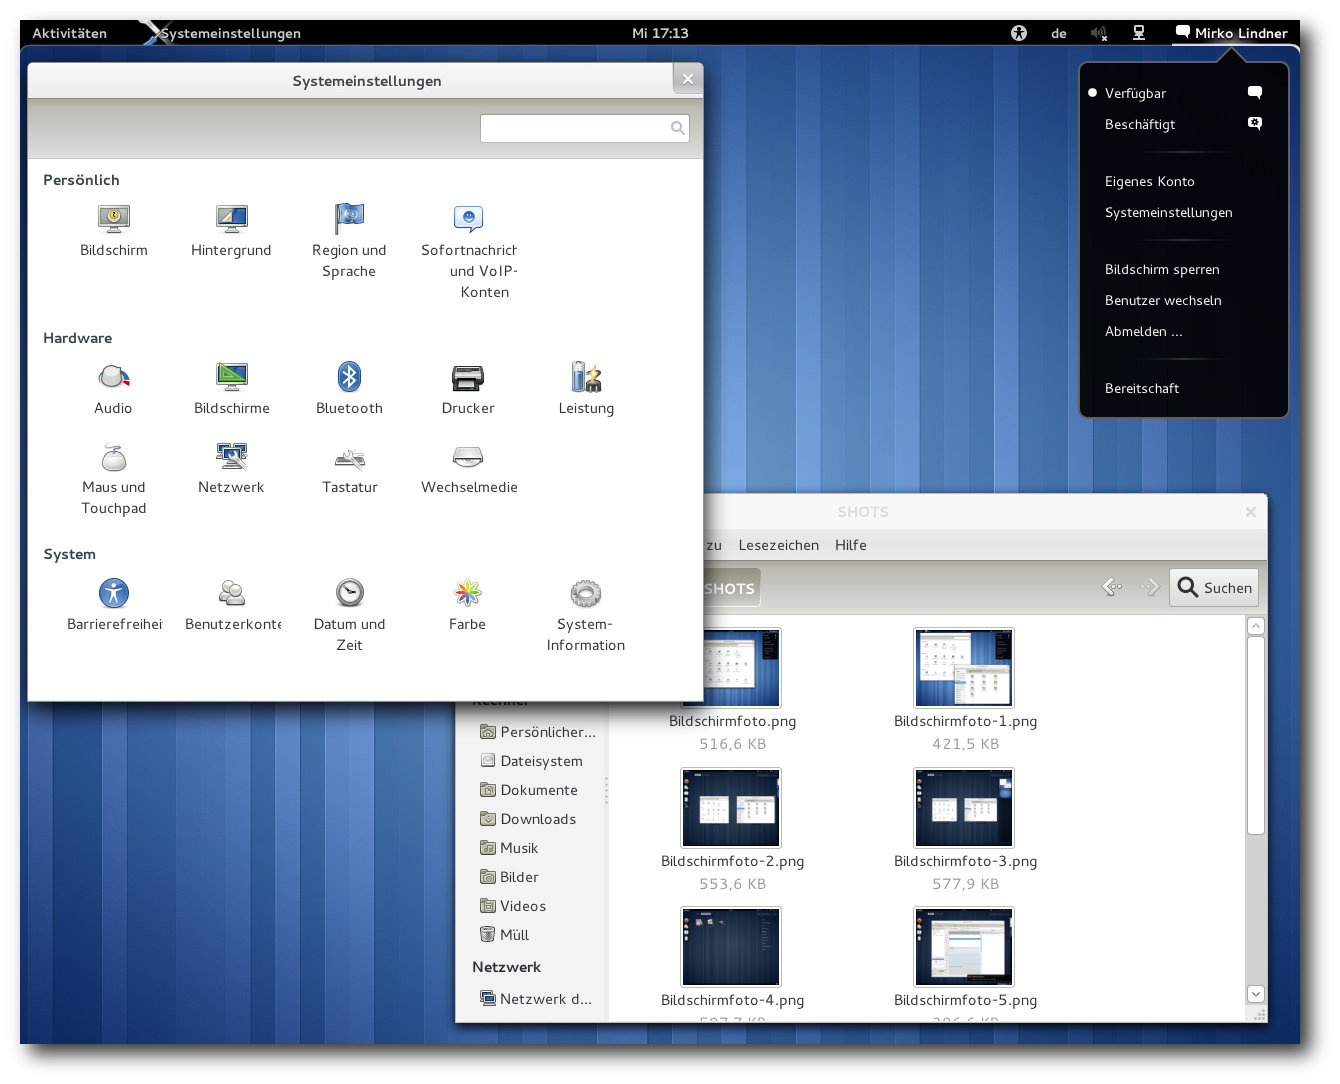 Aktivitäten Systemeinstellungen Mi 17:13 de Mirko Lindner
Systemeinstellungen
Persönlich
Bildschirm Hintergrund Region und Sprache Sofortnachricht und VoIP-Konten
Hardware
Audio Bildschirme Bluetooth Drucker Leistung
Maus und Touchpad Netzwerk Tastatur Wechselmedie
System
Barrierefreihei Benutzerkonte Datum und Zeit Farbe System-Information
Verfügbar
Beschäftigt
Eigenes Konto
Systemeinstellungen
Bildschirm sperren
Benutzer wechseln
Abmelden ...
Bereitschaft
SHOTS
zu Lesezeichen Hilfe
SHOTS Suchen
Rechner
Persönlicher...
Dateisystem
Dokumente
Downloads
Musik
Bilder
Videos
Müll
Netzwerk
Netzwerk d...
Bildschirmfoto.png Bildschirmfoto-1.png
516,6 KB 421,5 KB
Bildschirmfoto-2.png Bildschirmfoto-3.png
553,6 KB 577,9 KB
Bildschirmfoto-4.png Bildschirmfoto-5.png